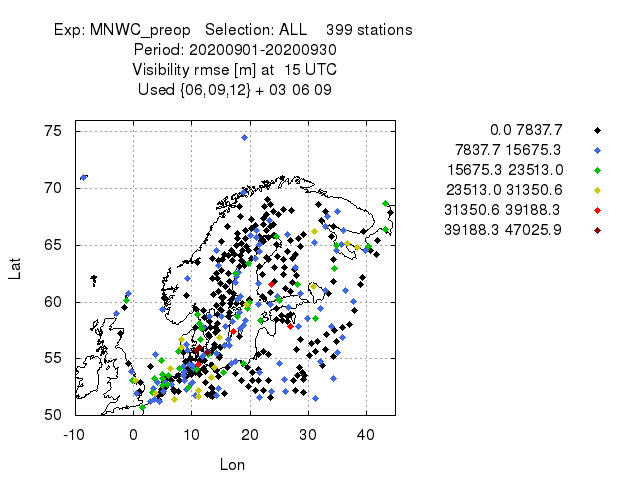 Exp: MNWC_preop   Selection: ALL    399 stations
Period: 20200901-20200930
Visibility rmse [m] at  15 UTC
Used {06,09,12} + 03 06 09
0.0 7837.7
7837.7 15675.3
15675.3 23513.0
23513.0 31350.6
31350.6 39188.3
39188.3 47025.9
75
70
65
60
55
50
Lat
-10 0 10 20 30 40
Lon